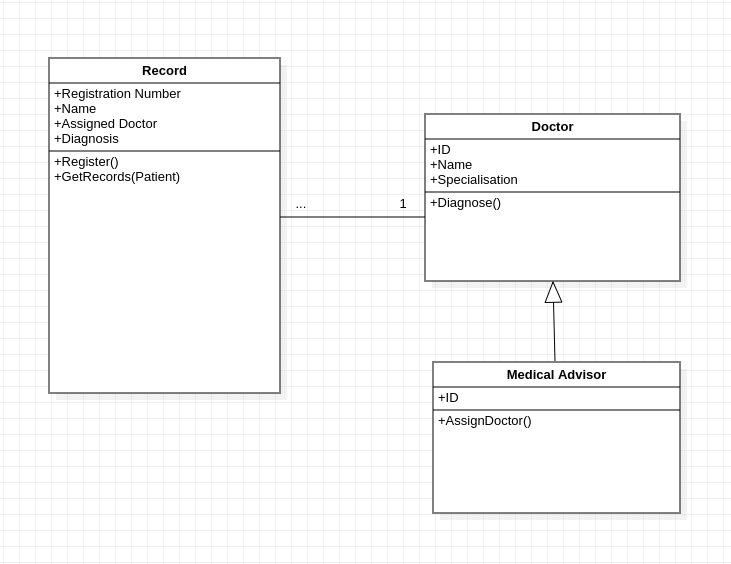 Record
+Registration Number
+Name
+Assigned Doctor
+Diagnosis
+Register()
+GetRecords(Patient)
... 1
Doctor
+ID
+Name
+Specialisation
+Diagnose()
Medical Advisor
+ID
+AssignDoctor()